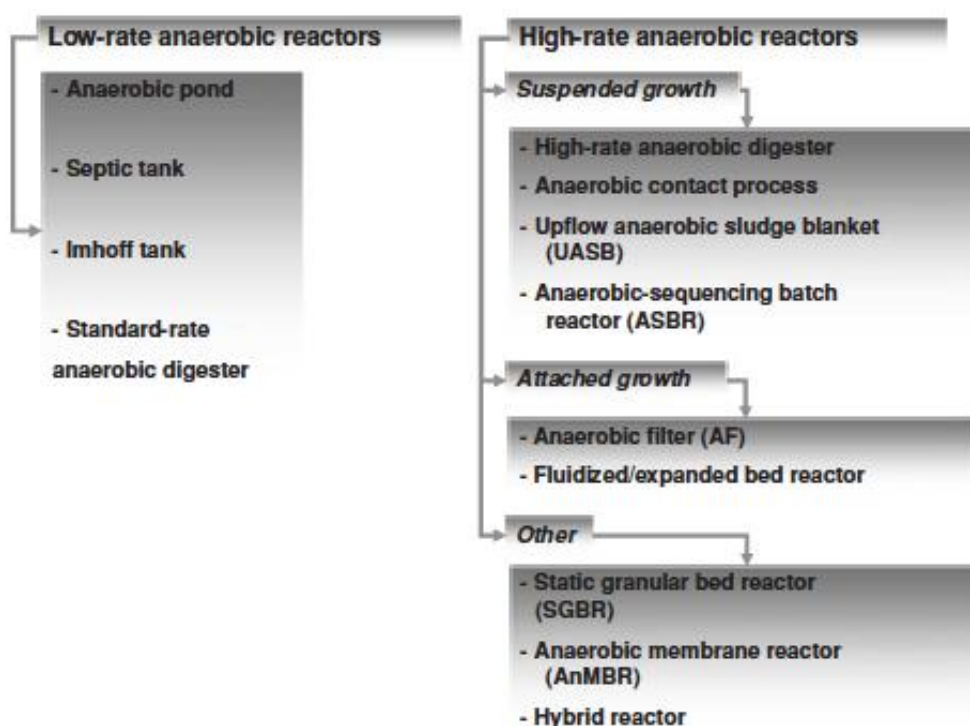 Low-rate anaerobic reactors
- Anaerobic pond
- Septic tank
- Imhoff tank
- Standard-rate
anaerobic digester
High-rate anaerobic reactors
Suspended growth
- High-rate anaerobic digester
- Anaerobic contact process
- Upflow anaerobic sludge blanket
(UASB)
- Anaerobic-sequencing batch
reactor (ASBR)
Attached growth
- Anaerobic filter (AF)
- Fluidized/expanded bed reactor
Other
- Static granular bed reactor
(SGBR)
- Anaerobic membrane reactor
(AnMBR)
- Hybrid reactor